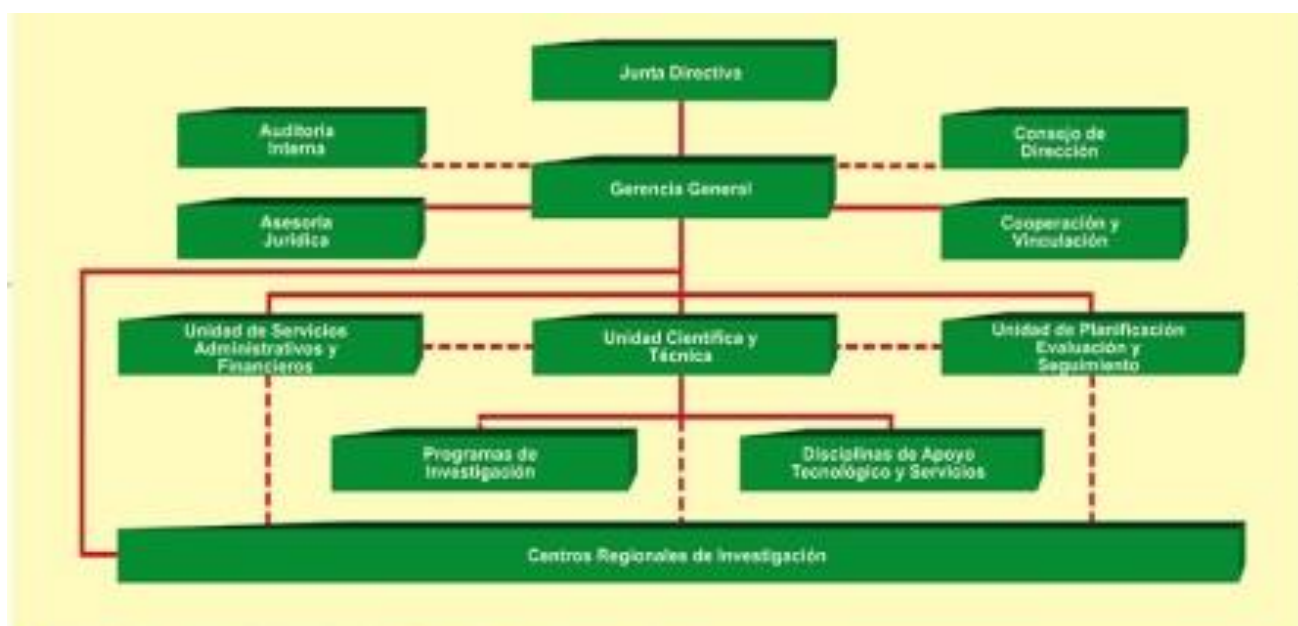 Junta Directiva
Auditoría
Interna
Consejo de
Dirección
Gerencia General
Asesoría
Jurídica
Cooperación y
Vinculación
Unidad de Servicios
Administrativos y
Financieros
Unidad Científica y
Técnica
Unidad de Planificación
Evaluación y
Seguimiento
Programas de
Investigación
Disciplinas de Apoyo
Tecnológico y Servicios
Centros Regionales de Investigación